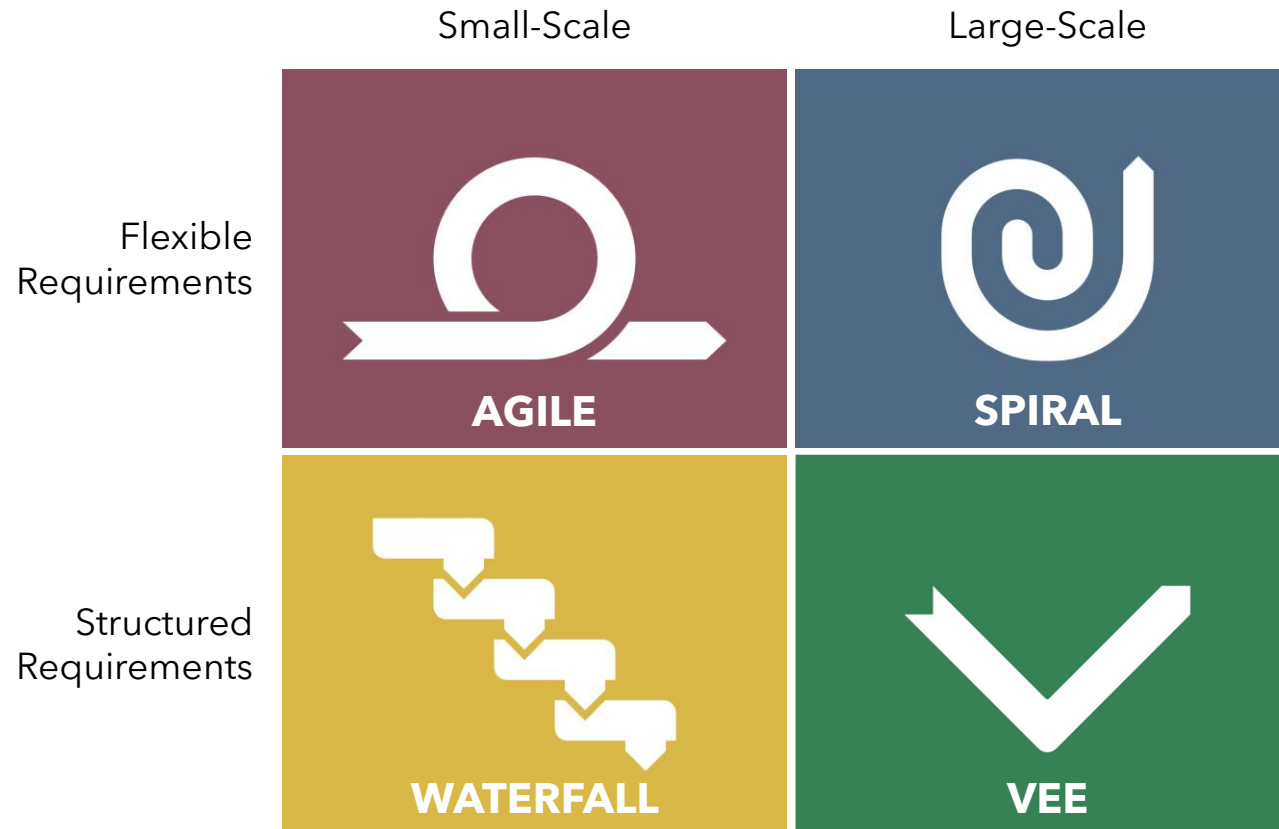 Small-Scale
Large-Scale
Flexible
Requirements
AGILE
SPIRAL
Structured
Requirements
WATERFALL
VEE